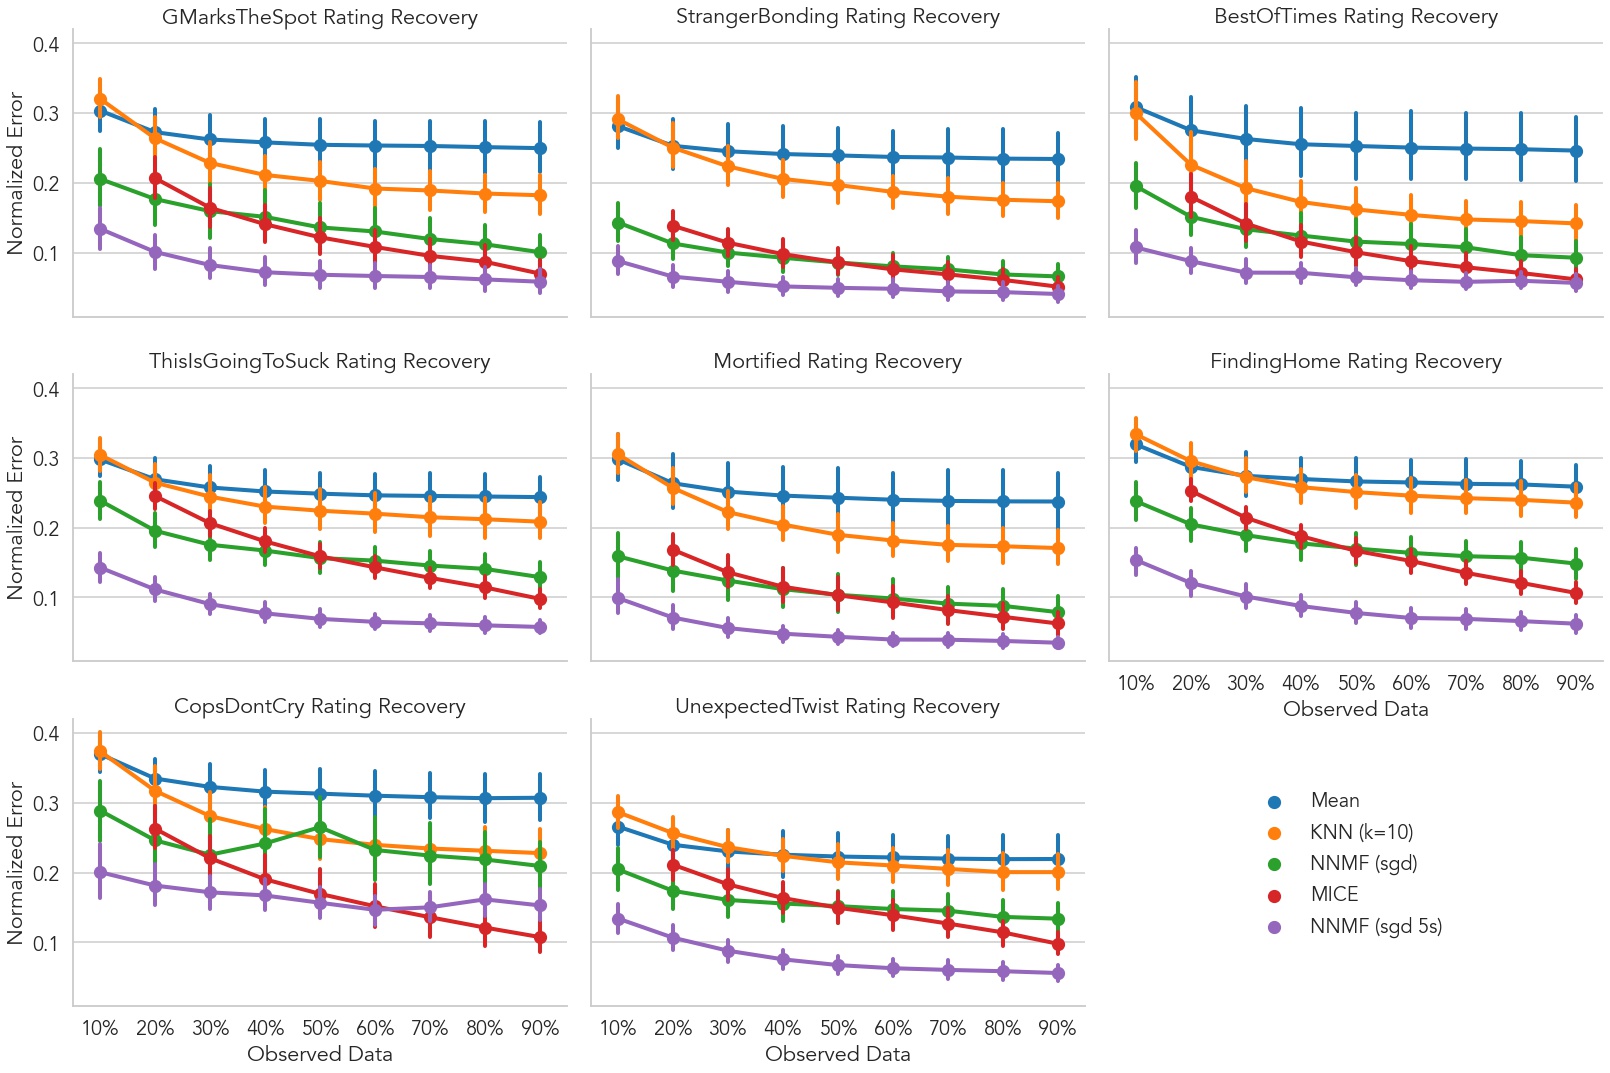 GMarksTheSpot Rating Recovery
StrangerBonding Rating Recovery
BestOfTimes Rating Recovery
Normalized Error
0.4
0.3
0.2
0.1
ThisIsGoingToSuck Rating Recovery
Mortified Rating Recovery
FindingHome Rating Recovery
Normalized Error
0.4
0.3
0.2
0.1
10% 20% 30% 40% 50% 60% 70% 80% 90%
Observed Data
CopsDontCry Rating Recovery
UnexpectedTwist Rating Recovery
Normalized Error
0.4
0.3
0.2
0.1
10% 20% 30% 40% 50% 60% 70% 80% 90%
Observed Data
10% 20% 30% 40% 50% 60% 70% 80% 90%
Observed Data
Mean
KNN (k=10)
NNMF (sgd)
MICE
NNMF (sgd 5s)